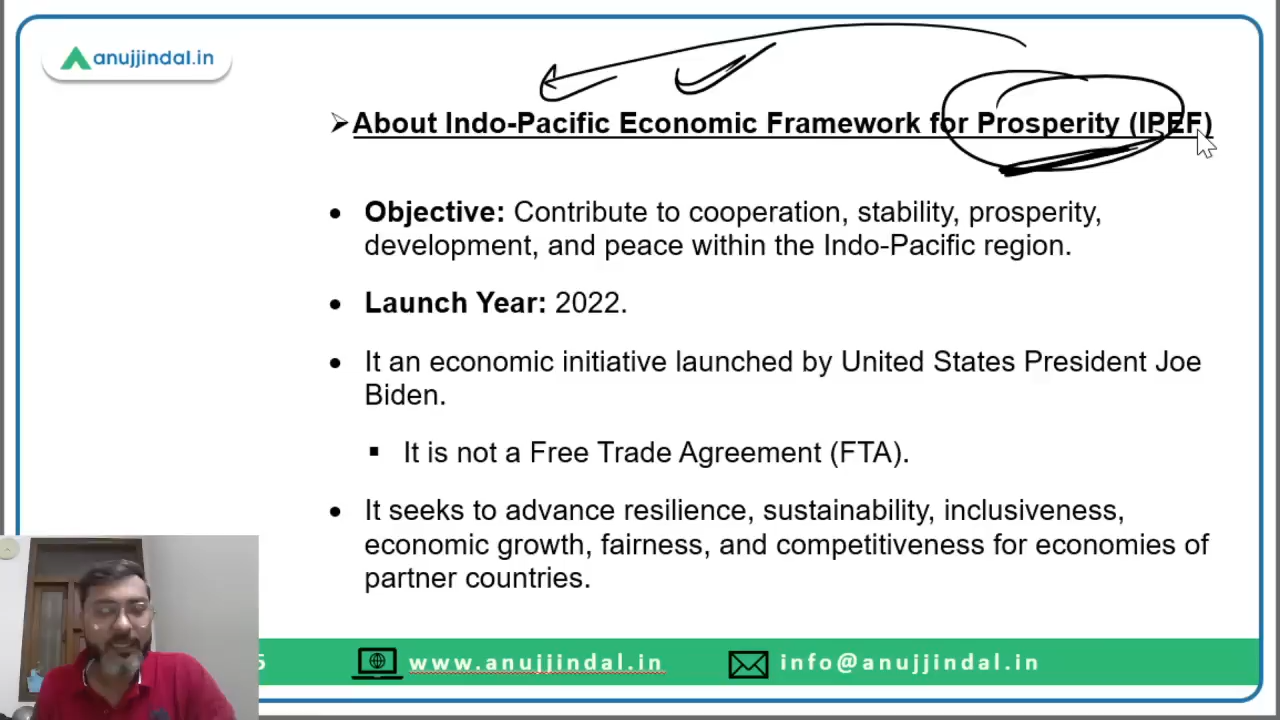 anujjindal.in
➢About Indo-Pacific Economic Framework for Prosperity (IPEF)
• Objective: Contribute to cooperation, stability, prosperity,
development, and peace within the Indo-Pacific region.
• Launch Year: 2022.
• It an economic initiative launched by United States President Joe
Biden.
▪ It is not a Free Trade Agreement (FTA).
• It seeks to advance resilience, sustainability, inclusiveness,
economic growth, fairness, and competitiveness for economies of
partner countries.
www.anujjindal.in
info@anujjindal.in